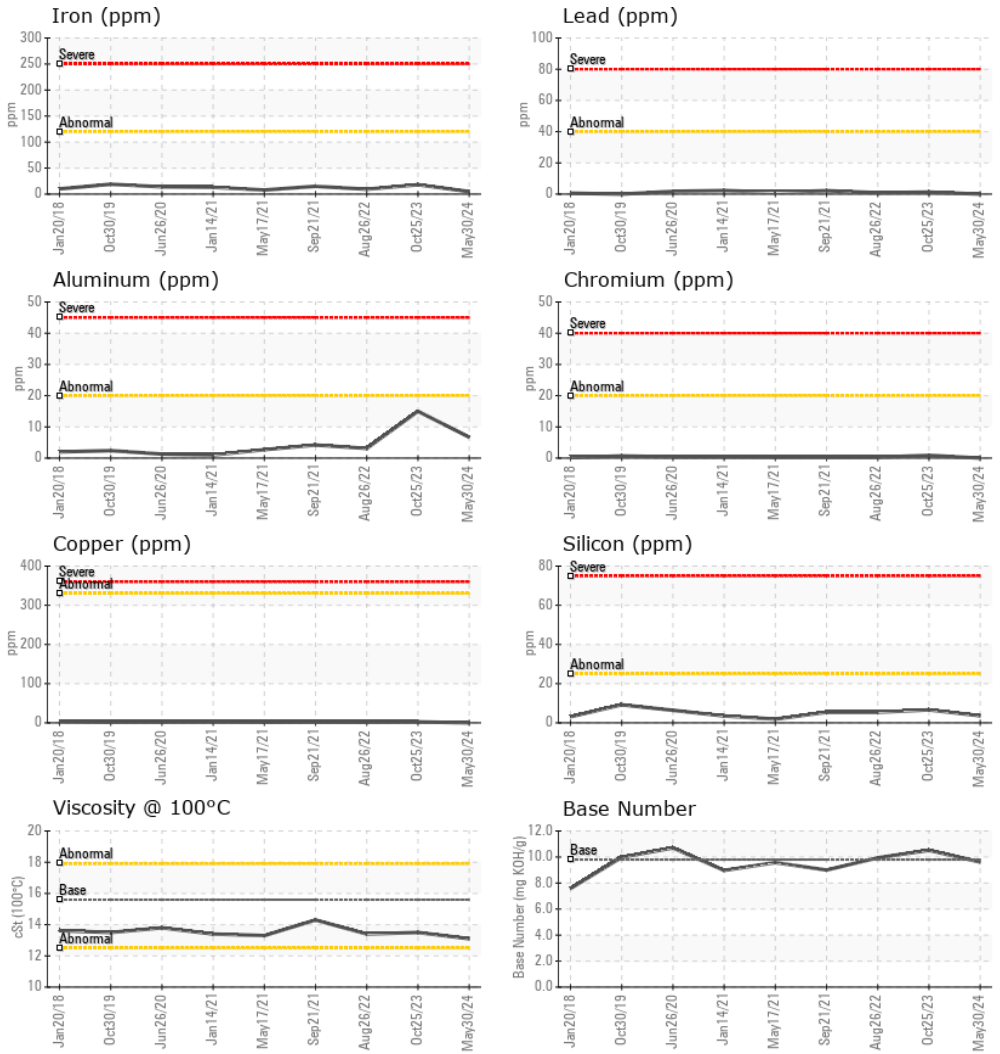 Iron (ppm)
300
250
200
150
100
50
0
ppm
Severe
Abnormal
Jan20/18
Oct30/19
Jun26/20
Jan14/21
May17/21
Sep21/21
Aug26/22
Oct25/23
May30/24
Lead (ppm)
100
80
60
40
20
0
ppm
Severe
Abnormal
Jan20/18
Oct30/19
Jun26/20
Jan14/21
May17/21
Sep21/21
Aug26/22
Oct25/23
May30/24
Aluminum (ppm)
50
40
30
20
10
0
ppm
Severe
Abnormal
Jan20/18
Oct30/19
Jun26/20
Jan14/21
May17/21
Sep21/21
Aug26/22
Oct25/23
May30/24
Chromium (ppm)
50
40
30
20
10
0
ppm
Severe
Abnormal
Jan20/18
Oct30/19
Jun26/20
Jan14/21
May17/21
Sep21/21
Aug26/22
Oct25/23
May30/24
Copper (ppm)
400
300
200
100
0
ppm
Severe
Abnormal
Jan20/18
Oct30/19
Jun26/20
Jan14/21
May17/21
Sep21/21
Aug26/22
Oct25/23
May30/24
Silicon (ppm)
80
60
40
20
0
ppm
Severe
Abnormal
Jan20/18
Oct30/19
Jun26/20
Jan14/21
May17/21
Sep21/21
Aug26/22
Oct25/23
May30/24
Viscosity @ 100°C
20
18
16
14
12
10
cSt (100°C)
Abnormal
Base
Abnormal
Jan20/18
Oct30/19
Jun26/20
Jan14/21
May17/21
Sep21/21
Aug26/22
Oct25/23
May30/24
Base Number
12.0
10.0
8.0
6.0
4.0
2.0
0.0
Base Number (mg KOH/g)
Base
Jan20/18
Oct30/19
Jun26/20
Jan14/21
May17/21
Sep21/21
Aug26/22
Oct25/23
May30/24